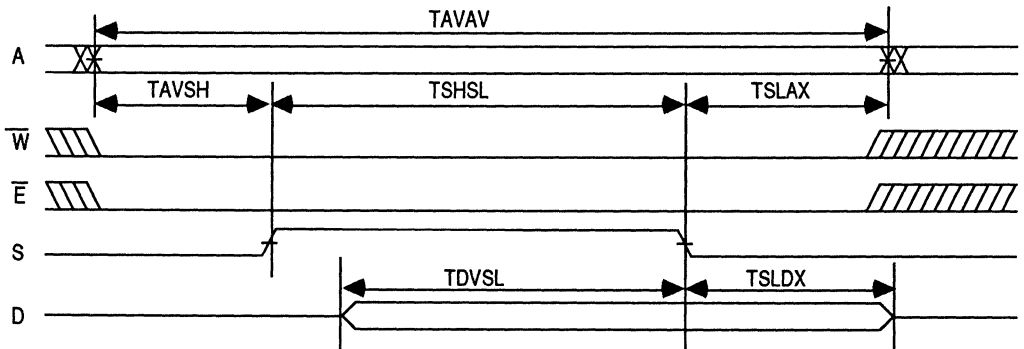 TAVAV
A
TAVSH TSHSL TSLAX
W̅
E̅
S
TDVSL TSLDX
D